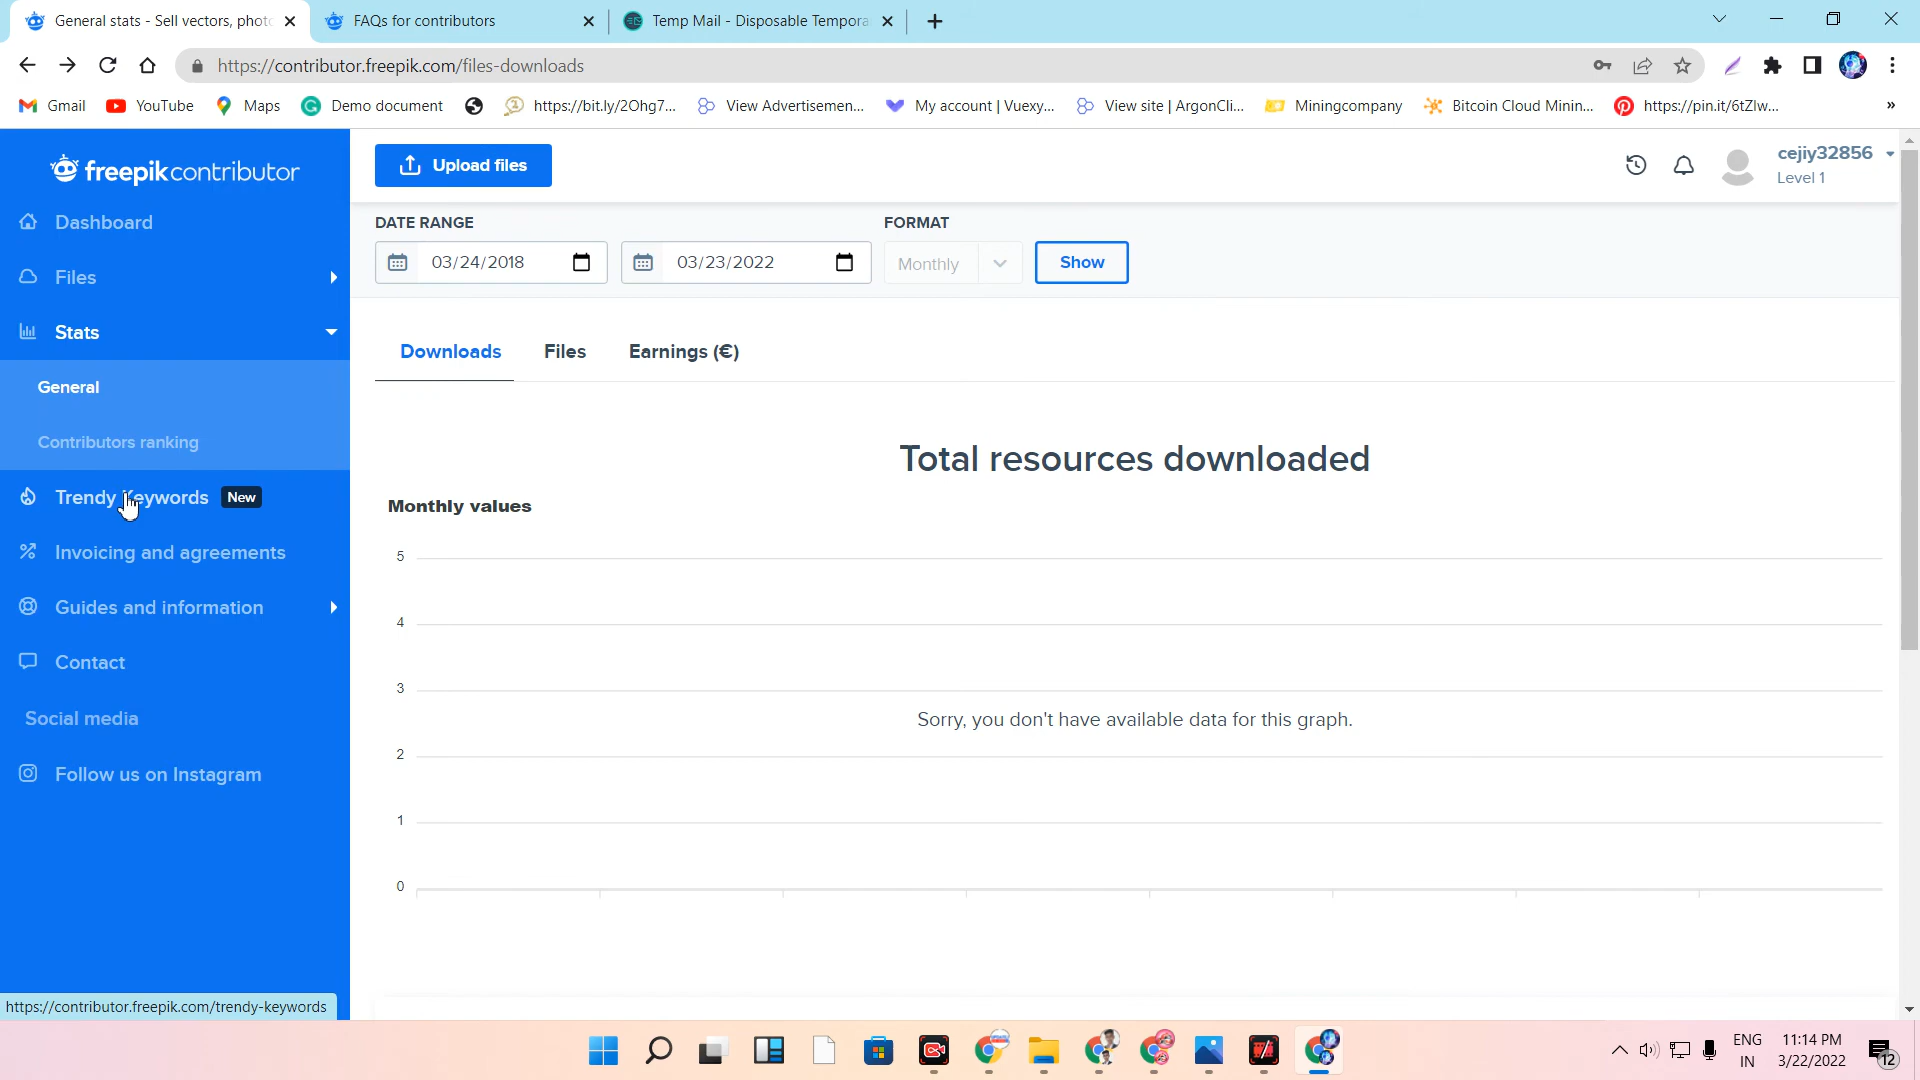 General stats - Sell vectors, phot
FAQs for contributors
Temp Mail - Disposable Tempora
https://contributor.freepik.com/files-downloads
Gmail
YouTube
Maps
Demo document
https://bit.ly/2Ohg7...
View Advertisemen...
My account | Vuexy...
View site | ArgonCli...
Miningcompany
Bitcoin Cloud Minin...
https://pin.it/6tZlw...
»
freepikcontributor
Upload files
cejiy32856
Level 1
Dashboard
Files
Stats
General
Contributors ranking
Trendy Keywords New
Invoicing and agreements
Guides and information
Contact
Social media
Follow us on Instagram
DATE RANGE
FORMAT
03/24/2018
03/23/2022
Monthly
Show
Downloads
Files
Earnings (€)
Total resources downloaded
Monthly values
5
4
3
Sorry, you don't have available data for this graph.
2
1
0
https://contributor.freepik.com/trendy-keywords
ENG
IN
11:14 PM
3/22/2022
12